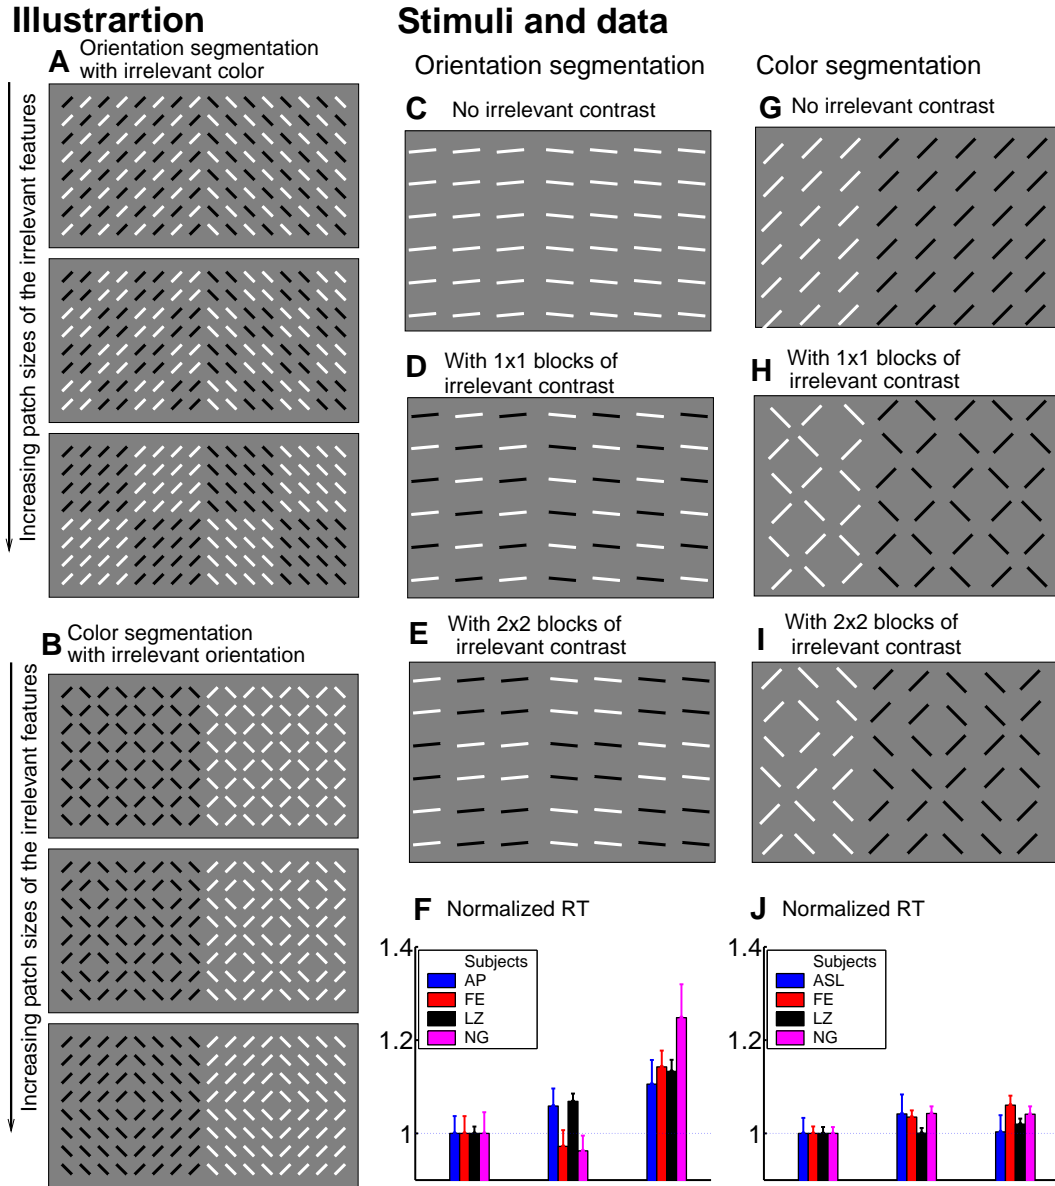 Illustrartion
A Orientation segmentation
with irrelevant color
Increasing patch sizes of the irrelevant features
B Color segmentation
with irrelevant orientation
Increasing patch sizes of the irrelevant features
Stimuli and data
Orientation segmentation
C No irrelevant contrast
D With 1x1 blocks of
irrelevant contrast
E With 2x2 blocks of
irrelevant contrast
F Normalized RT
1.4
1.2
1
Subjects
AP
FE
LZ
NG
Color segmentation
G No irrelevant contrast
H With 1x1 blocks of
irrelevant contrast
I With 2x2 blocks of
irrelevant contrast
J Normalized RT
1.4
1.2
1
Subjects
ASL
FE
LZ
NG